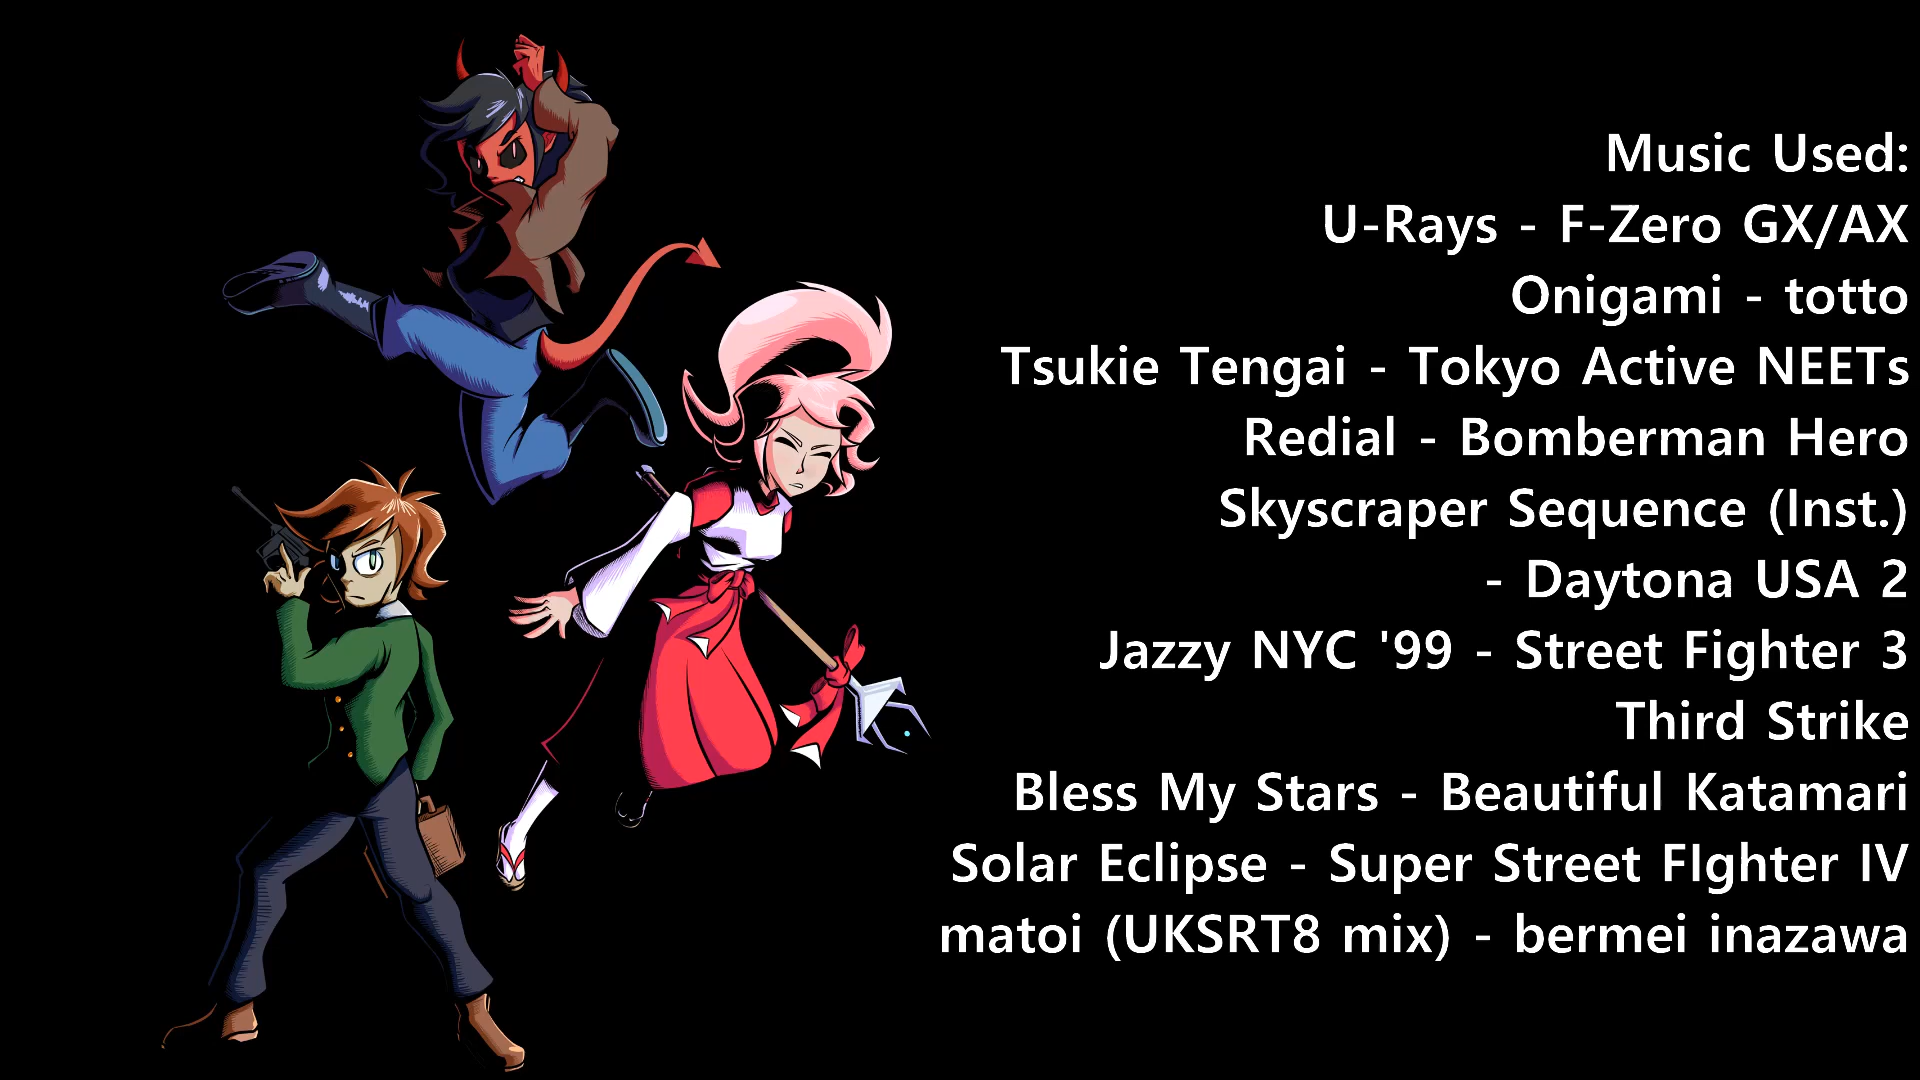 Music Used:
U-Rays - F-Zero GX/AX
Onigami - totto
Tsukie Tengai - Tokyo Active NEETs
Redial - Bomberman Hero
Skyscraper Sequence (Inst.)
- Daytona USA 2
Jazzy NYC '99 - Street Fighter 3
Third Strike
Bless My Stars - Beautiful Katamari
Solar Eclipse - Super Street FIghter IV
matoi (UKSRT8 mix) - bermei inazawa